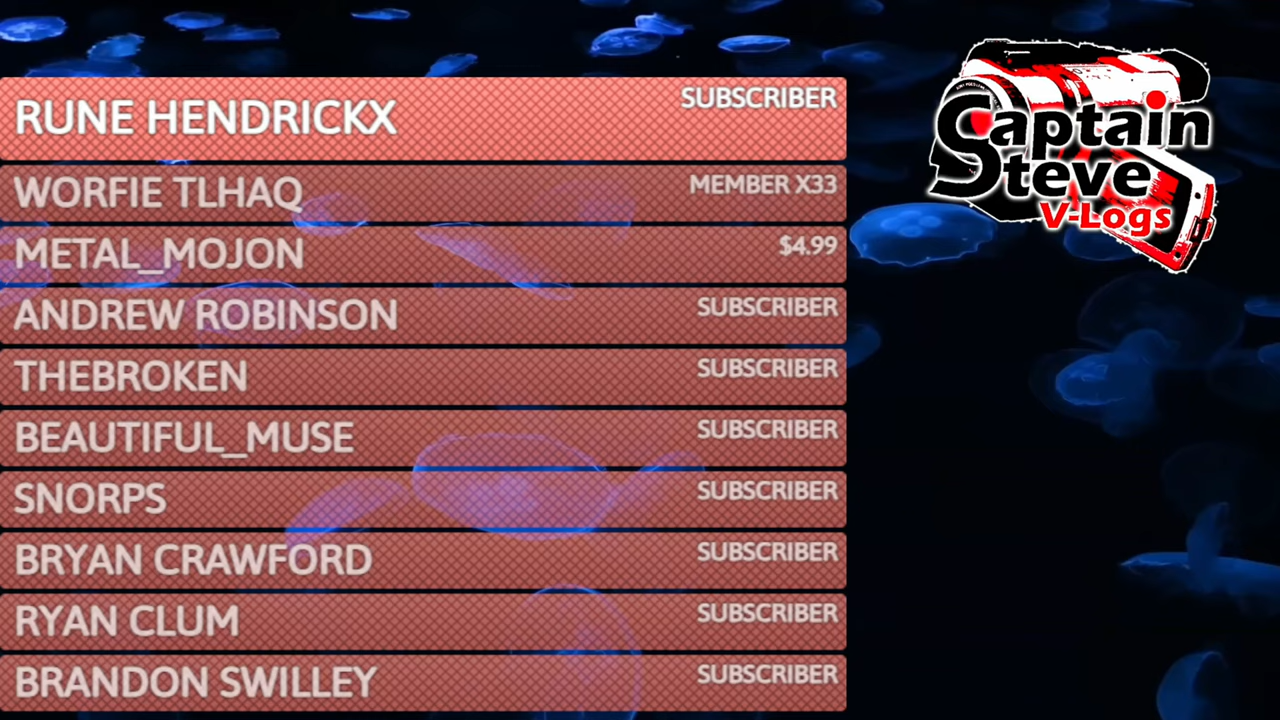 RUNE HENDRICKX SUBSCRIBER
WORFIE TLHAQ MEMBER X33
METAL_MOJON $4.99
ANDREW ROBINSON SUBSCRIBER
THEBROKEN SUBSCRIBER
BEAUTIFUL_MUSE SUBSCRIBER
SNORPS SUBSCRIBER
BRYAN CRAWFORD SUBSCRIBER
RYAN CLUM SUBSCRIBER
BRANDON SWILLEY SUBSCRIBER
Captain
Steve
V-Logs